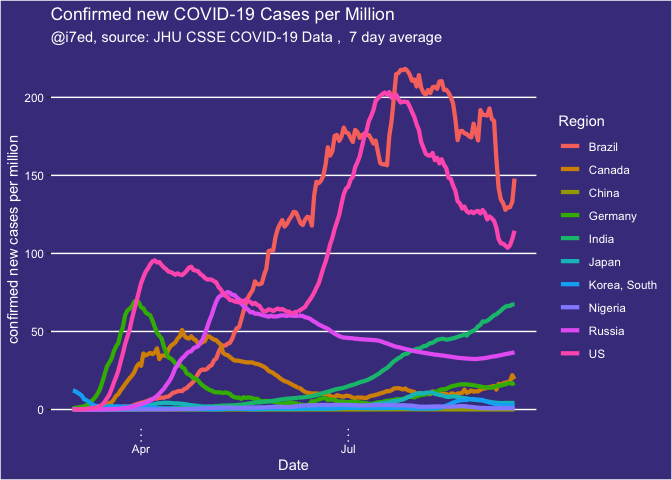 Confirmed new COVID-19 Cases per Million
@i7ed, source: JHU CSSE COVID-19 Data ,  7 day average
confirmed new cases per million
200
150
100
50
0
Apr
Jul
Date
Region
Brazil
Canada
China
Germany
India
Japan
Korea, South
Nigeria
Russia
US